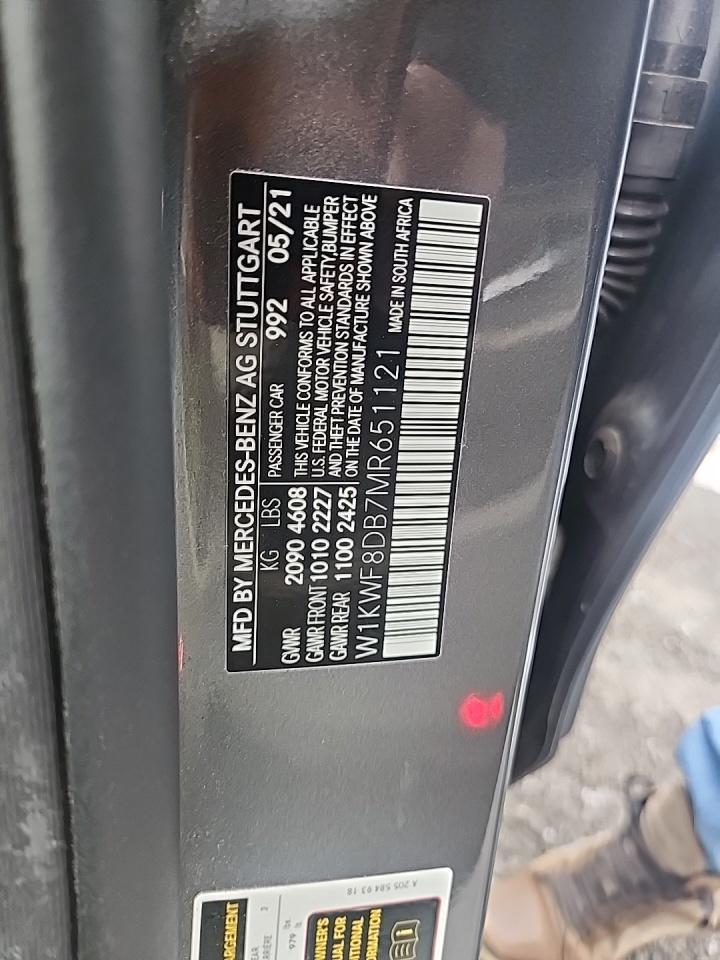 MFD BY MERCEDES-BENZ AG STUTTGART
KG LBS PASSENGER CAR 992 05/21
GVWR 2090 4608 THIS VEHICLE CONFORMS TO ALL APPLICABLE
GAWR FRONT 1010 2227 U.S. FEDERAL MOTOR VEHICLE SAFETY, BUMPER
GAWR REAR 1100 2425 AND THEFT PREVENTION STANDARDS IN EFFECT
ON THE DATE OF MANUFACTURE SHOWN ABOVE
W1KWF8DB7MR651121 MADE IN SOUTH AFRICA
A 205 584 93 18
3
979 lb